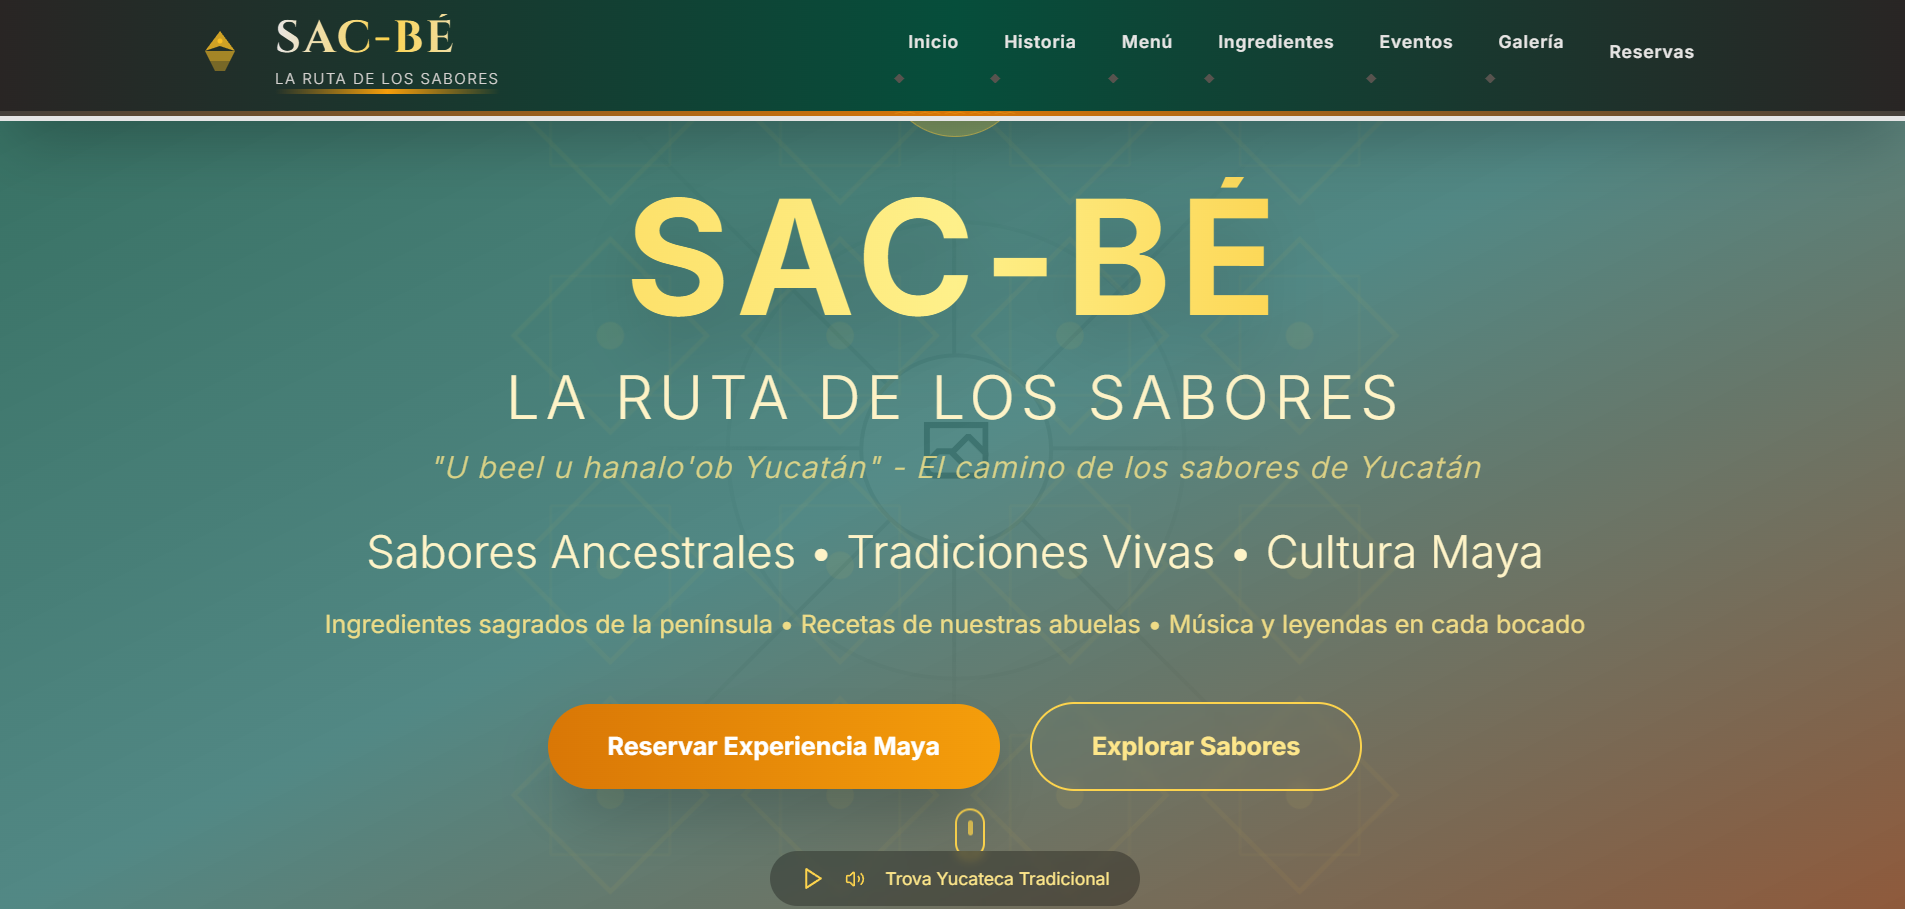 SAC-BÉ
LA RUTA DE LOS SABORES
Inicio
Historia
Menú
Ingredientes
Eventos
Galería
Reservas
SAC-BÉ
LA RUTA DE LOS SABORES
"U beel u hanalo'ob Yucatán" - El camino de los sabores de Yucatán
Sabores Ancestrales • Tradiciones Vivas • Cultura Maya
Ingredientes sagrados de la península • Recetas de nuestras abuelas • Música y leyendas en cada bocado
Reservar Experiencia Maya
Explorar Sabores
Trova Yucateca Tradicional